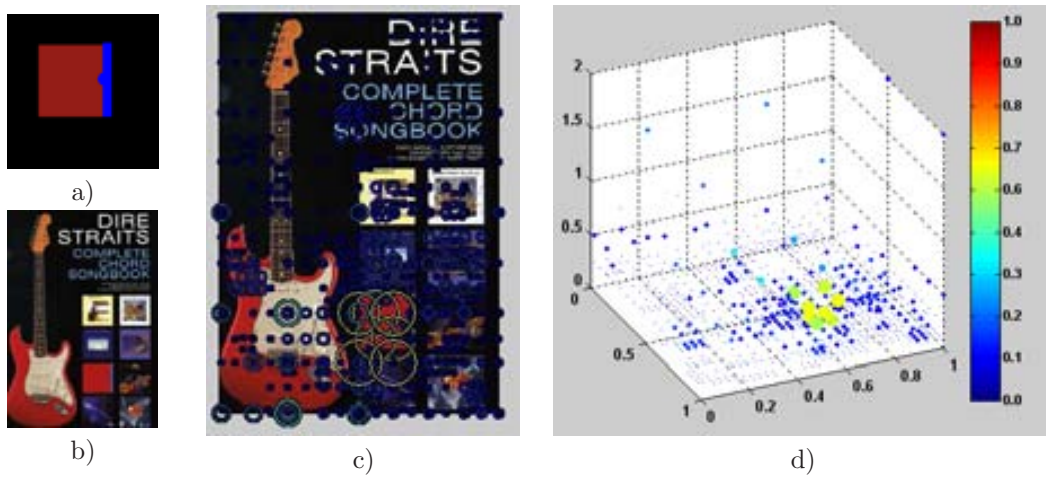 a)
DIRE
STRAITS
COMPLETE
CHORD
SONGBOOK
b)
DIRE
STRAITS
COMPLETE
CHORD
SONGBOOK
c)
2
1.5
1
0.5
0
0
0.5
1
0
0.2
0.4
0.6
0.8
1
1.0
0.9
0.8
0.7
0.6
0.5
0.4
0.3
0.2
0.1
0.0
d)